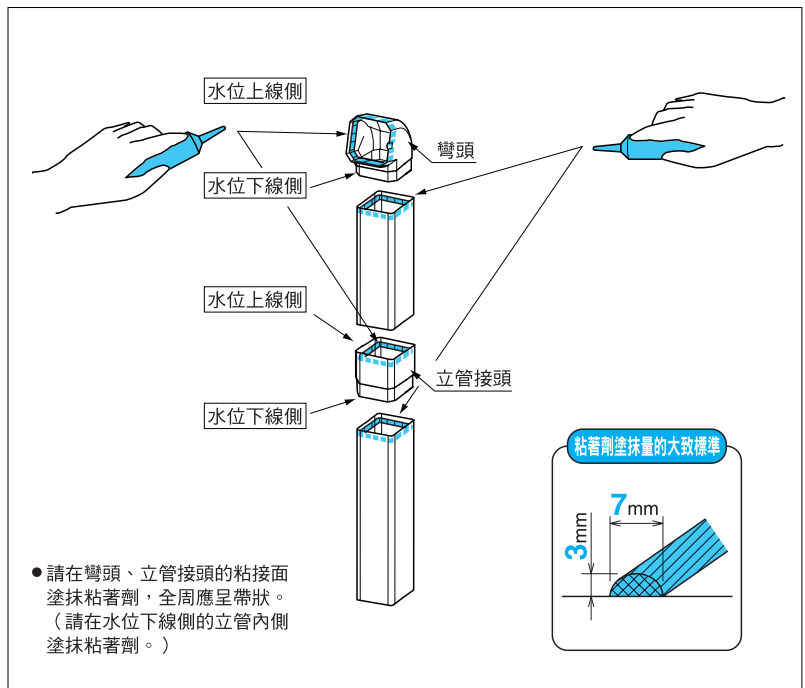 水位上線側
彎頭
水位下線側
水位上線側
立管接頭
水位下線側
粘著劑塗抹量的大致標準
7mm
3mm
●請在彎頭、立管接頭的粘接面
塗抹粘著劑，全周應呈帶狀。
（請在水位下線側的立管內側
塗抹粘著劑。）